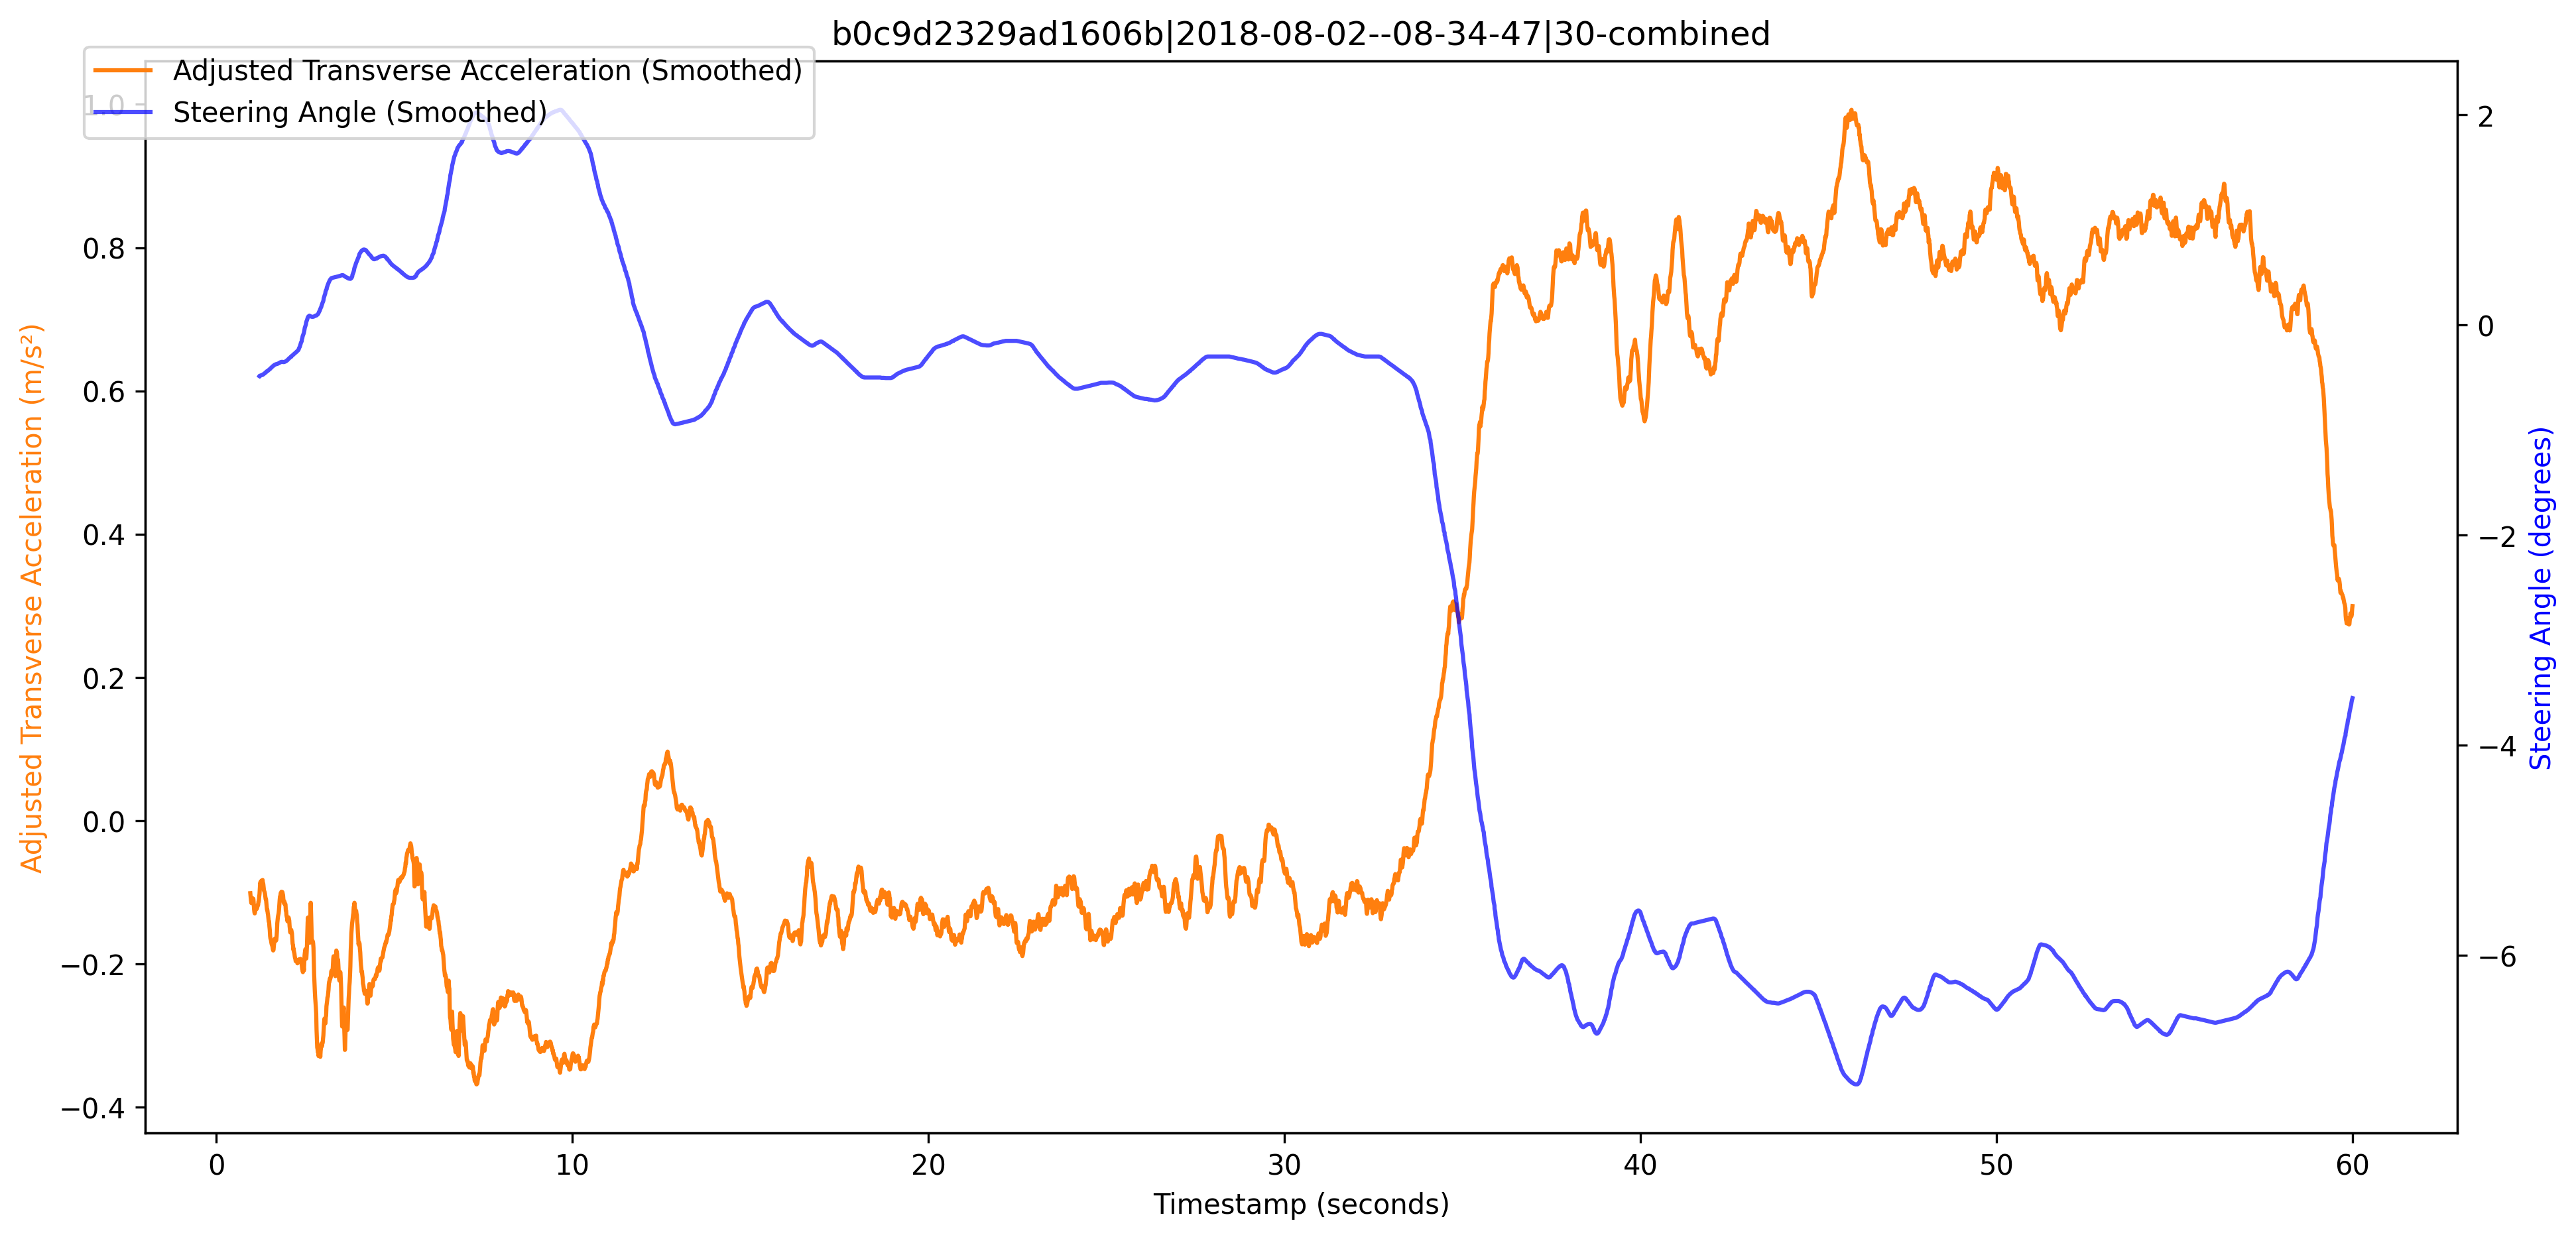 b0c9d2329ad1606b|2018-08-02--08-34-47|30-combined
Adjusted Transverse Acceleration (Smoothed)
Steering Angle (Smoothed)
1.0
0.8
0.6
0.4
0.2
0.0
−0.2
−0.4
Adjusted Transverse Acceleration (m/s²)
2
0
−2
−4
−6
Steering Angle (degrees)
0 10 20 30 40 50 60
Timestamp (seconds)